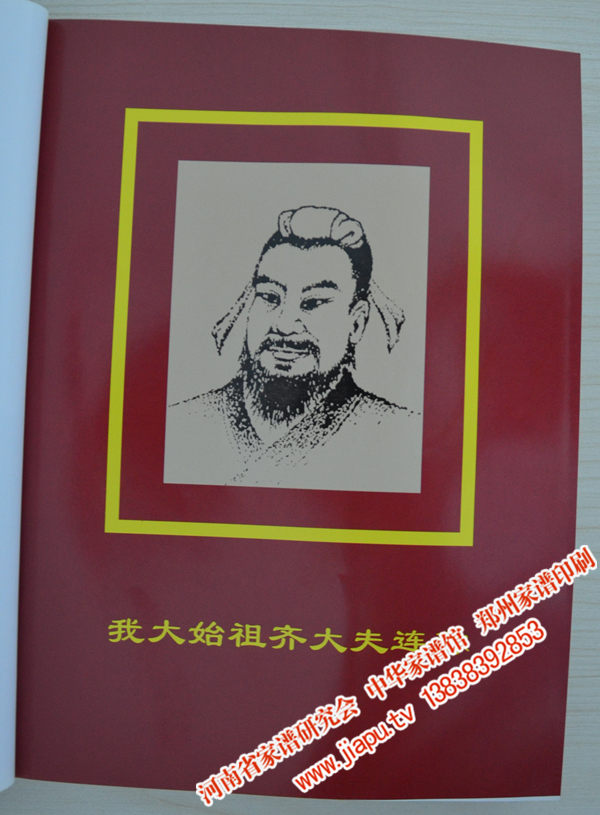 我大始祖齐大夫连
河南省家谱研究会 中华家谱馆 郑州家谱印刷
www.jiapu.tv 13838392853